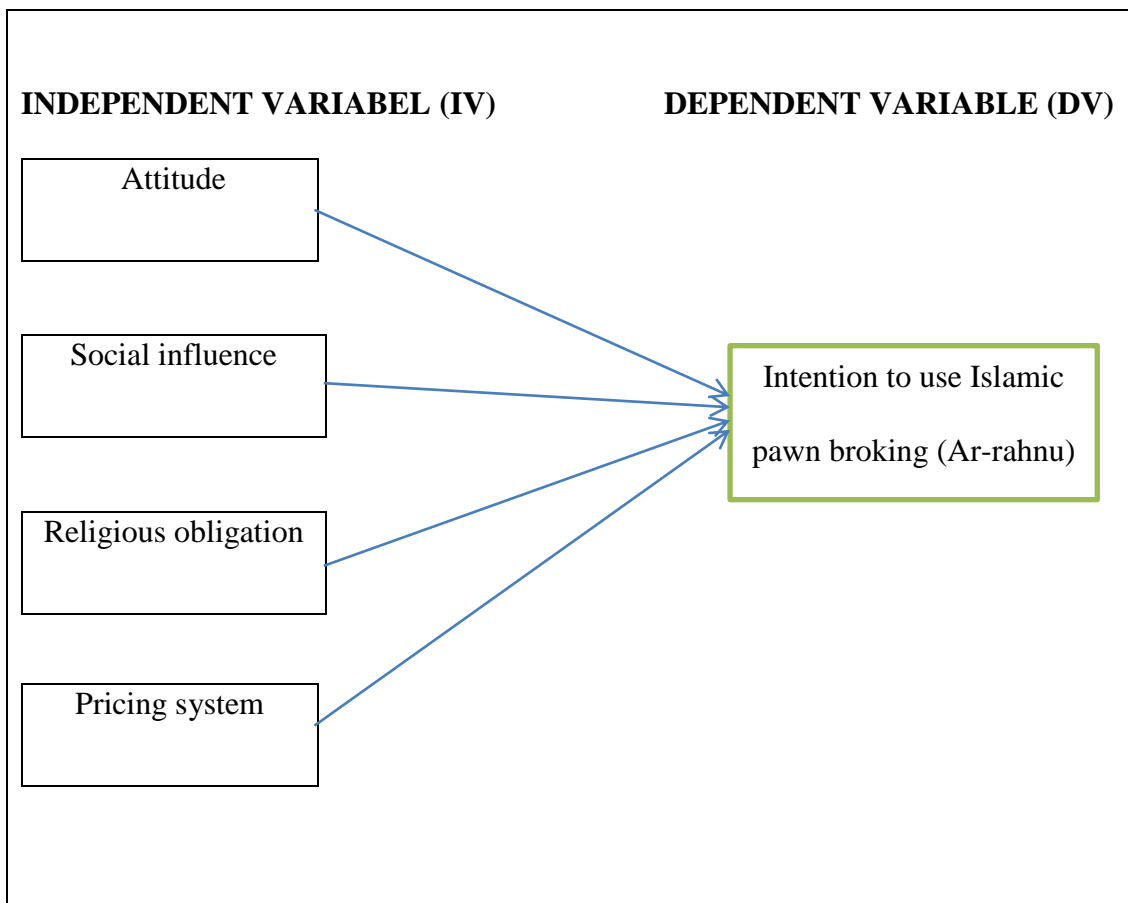 INDEPENDENT VARIABEL (IV)
DEPENDENT VARIABLE (DV)
Attitude
Social influence
Religious obligation
Pricing system
Intention to use Islamic
pawn broking (Ar-rahnu)